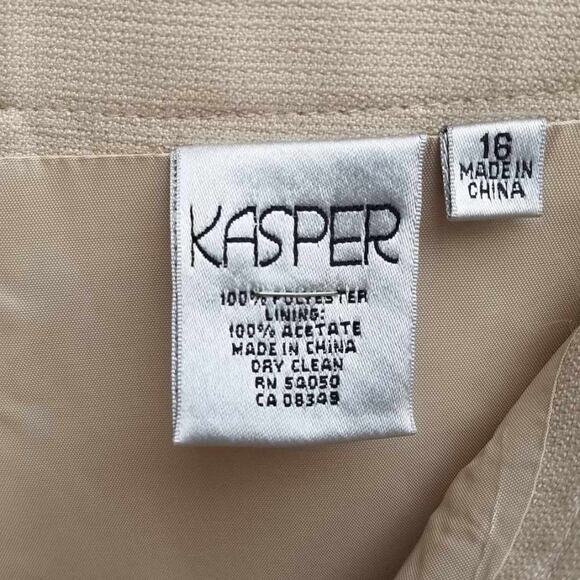 KASPER
100% POLYESTER
LINING:
100% ACETATE
MADE IN CHINA
DRY CLEAN
RN 54050
CA 08349
16
MADE IN
CHINA